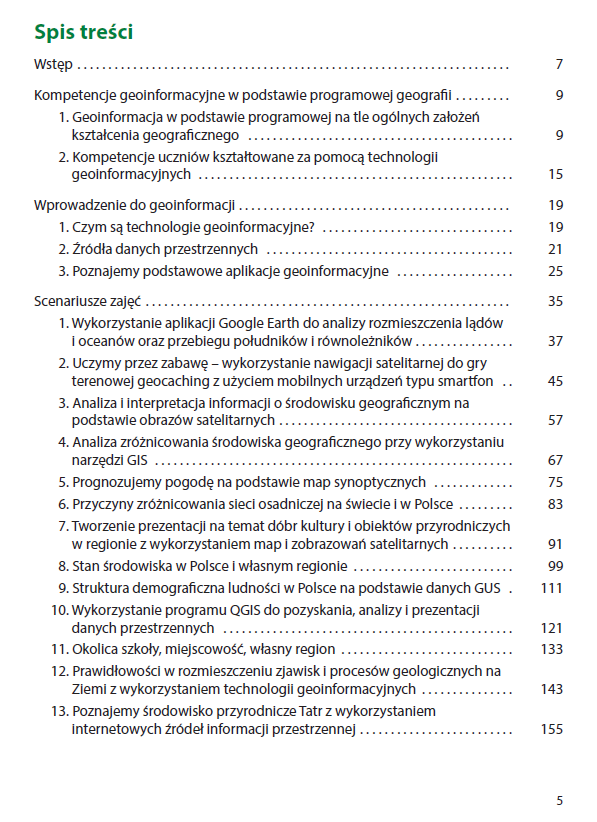 Spis treści
Wstęp . . . . . . . . . . . . . . . . . . . . . . . . . . . . . . . . . . . . . . . . . . . . . . . . . . . . . . . . . . . . . . . . . . . . . . 7
Kompetencje geoinformacyjne w podstawie programowej geografii . . . . . . . . . 9
1. Geoinformacja w podstawie programowej na tle ogólnych założeń
kształcenia geograficznego . . . . . . . . . . . . . . . . . . . . . . . . . . . . . . . . . . . . . . . . . . 9
2. Kompetencje uczniów kształtowane za pomocą technologii
geoinformacyjnych . . . . . . . . . . . . . . . . . . . . . . . . . . . . . . . . . . . . . . . . . . . . . . . . . . 15
Wprowadzenie do geoinformacji . . . . . . . . . . . . . . . . . . . . . . . . . . . . . . . . . . . . . . . . . . . 19
1. Czym są technologie geoinformacyjne? . . . . . . . . . . . . . . . . . . . . . . . . . . . . . . 19
2. Źródła danych przestrzennych . . . . . . . . . . . . . . . . . . . . . . . . . . . . . . . . . . . . . . . 21
3. Poznajemy podstawowe aplikacje geoinformacyjne . . . . . . . . . . . . . . . . . . 25
Scenariusze zajęć . . . . . . . . . . . . . . . . . . . . . . . . . . . . . . . . . . . . . . . . . . . . . . . . . . . . . . . . . . 35
1. Wykorzystanie aplikacji Google Earth do analizy rozmieszczenia lądów
i oceanów oraz przebiegu południków i równoleżników . . . . . . . . . . . . . . . . 37
2. Uczymy przez zabawę – wykorzystanie nawigacji satelitarnej do gry
terenowej geocaching z użyciem mobilnych urządzeń typu smartfon . . 45
3. Analiza i interpretacja informacji o środowisku geograficznym na
podstawie obrazów satelitarnych . . . . . . . . . . . . . . . . . . . . . . . . . . . . . . . . . . . . . 57
4. Analiza zróżnicowania środowiska geograficznego przy wykorzystaniu
narzędzi GIS . . . . . . . . . . . . . . . . . . . . . . . . . . . . . . . . . . . . . . . . . . . . . . . . . . . . . . . . . 67
5. Prognozujemy pogodę na podstawie map synoptycznych . . . . . . . . . . . . . 75
6. Przyczyny zróżnicowania sieci osadniczej na świecie i w Polsce . . . . . . . . . 83
7. Tworzenie prezentacji na temat dóbr kultury i obiektów przyrodniczych
w regionie z wykorzystaniem map i zobrazowań satelitarnych . . . . . . . . . . 91
8. Stan środowiska w Polsce i własnym regionie . . . . . . . . . . . . . . . . . . . . . . . . . 99
9. Struktura demograficzna ludności w Polsce na podstawie danych GUS . 111
10. Wykorzystanie programu QGIS do pozyskania, analizy i prezentacji
danych przestrzennych . . . . . . . . . . . . . . . . . . . . . . . . . . . . . . . . . . . . . . . . . . . . . . 121
11. Okolica szkoły, miejscowość, własny region . . . . . . . . . . . . . . . . . . . . . . . . . . . 133
12. Prawidłowości w rozmieszczeniu zjawisk i procesów geologicznych na
Ziemi z wykorzystaniem technologii geoinformacyjnych . . . . . . . . . . . . . . . 143
13. Poznajemy środowisko przyrodnicze Tatr z wykorzystaniem
internetowych źródeł informacji przestrzennej . . . . . . . . . . . . . . . . . . . . . . . . 155
5